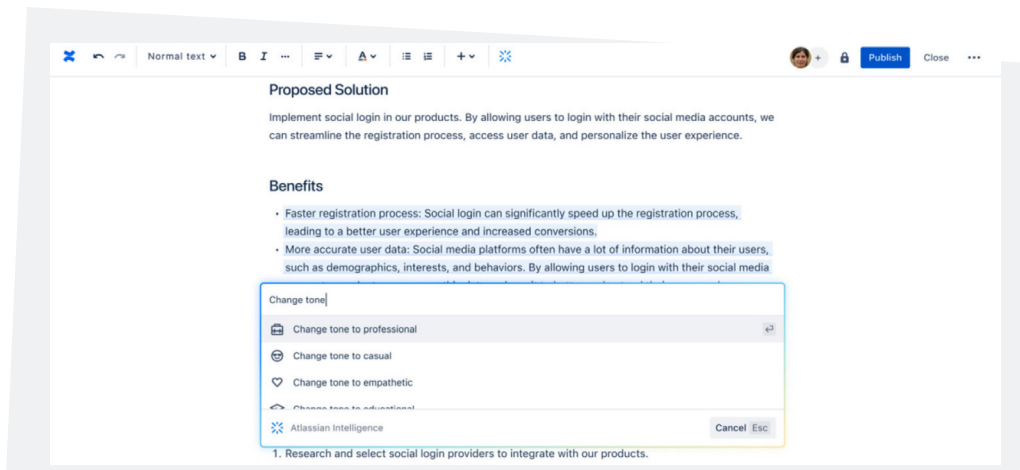 Normal text
B I
A
Publish
Close
Proposed Solution
Implement social login in our products. By allowing users to login with their social media accounts, we
can streamline the registration process, access user data, and personalize the user experience.
Benefits
• Faster registration process: Social login can significantly speed up the registration process,
leading to a better user experience and increased conversions.
• More accurate user data: Social media platforms often have a lot of information about their users,
such as demographics, interests, and behaviors. By allowing users to login with their social media
Change tone
Change tone to professional
Change tone to casual
Change tone to empathetic
Change tone to educational
Atlassian Intelligence
Cancel Esc
1. Research and select social login providers to integrate with our products.